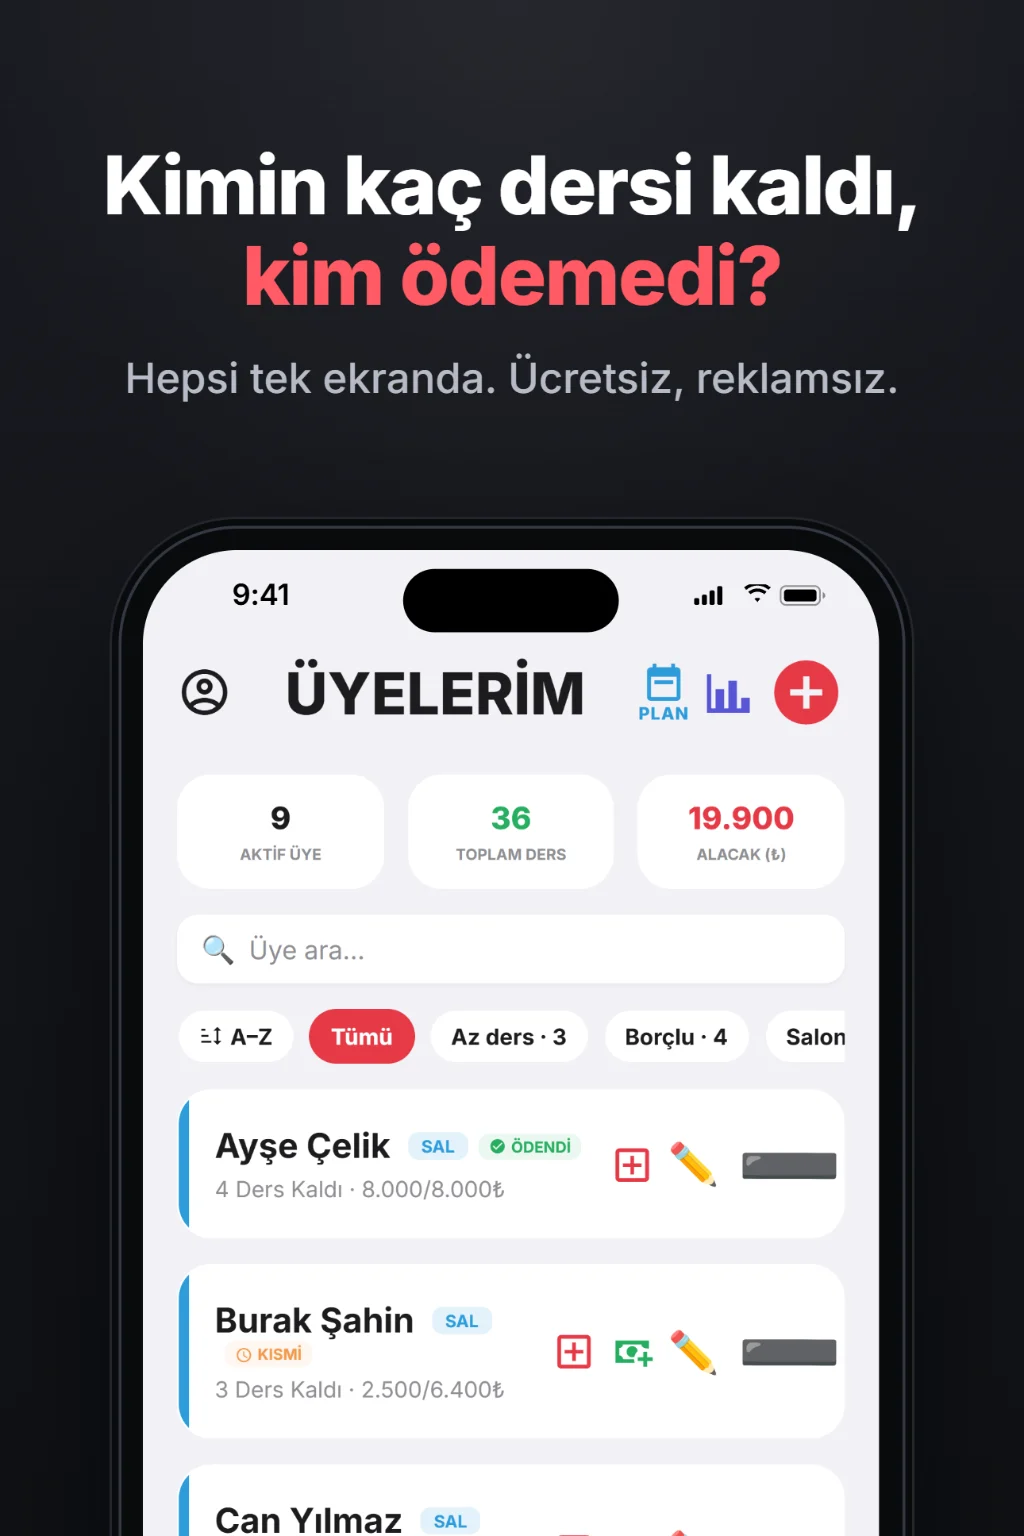 Kimin kaç dersi kaldı,
kim ödemedi?
Hepsi tek ekranda. Ücretsiz, reklamsız.
9:41
ÜYELERİM
PLAN
9
AKTİF ÜYE
36
TOPLAM DERS
19.900
ALACAK (₺)
Üye ara...
A-Z
Tümü
Az ders · 3
Borçlu · 4
Salon
Ayşe Çelik SAL ÖDENDİ
4 Ders Kaldı · 8.000/8.000₺
Burak Şahin SAL
KISMİ
3 Ders Kaldı · 2.500/6.400₺
Can Yılmaz SAL